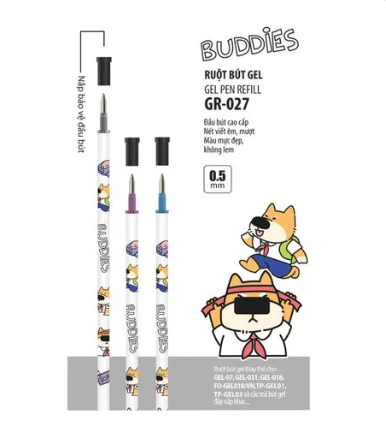 BUDDIES
RUỘT BÚT GEL
GEL PEN REFILL
GR-027
Đầu bút cao cấp
Nét viết êm, mượt
Màu mực đẹp,
không lem
0.5
mm
Nắp bảo vệ đầu bút
BUDDIES
BUDDIES
BUDDIES
Ruột bút gel thay thế cho:
GEL-07, GEL-031, GEL-018,
FO-GEL018/VN, TP-GEL01,
TP-GEL03 và các mã bút gel
đẩy nắp khác...